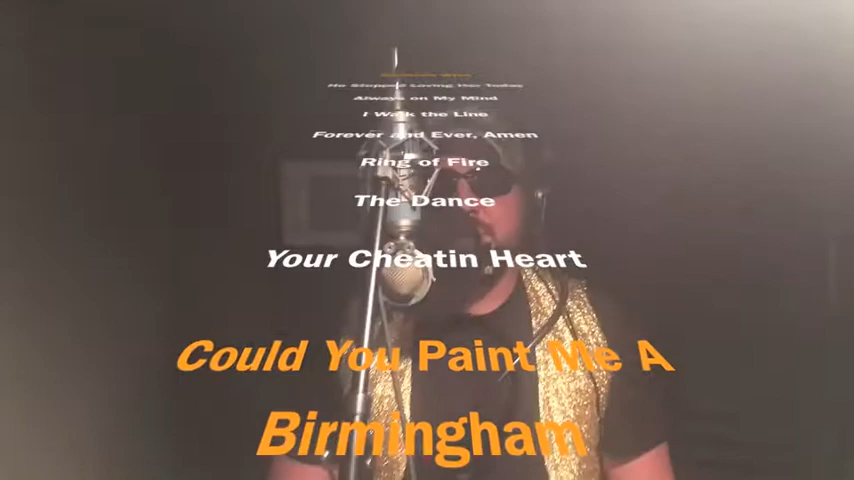 He Stopped Loving Her Today
Always on My Mind
I Walk the Line
Forever and Ever, Amen
Ring of Fire
The Dance
Your Cheatin Heart
Could You Paint Me A
Birmingham